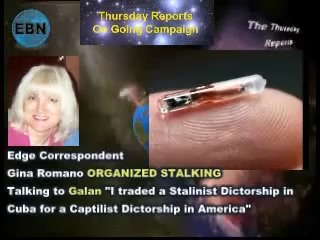 EBN
Thursday Reports
On Going Campaign
The Thursday
Reports
Edge Correspondent
Gina Romano ORGANIZED STALKING
Talking to Galan "I traded a Stalinist Dictorship in
Cuba for a Captilist Dictorship in America"